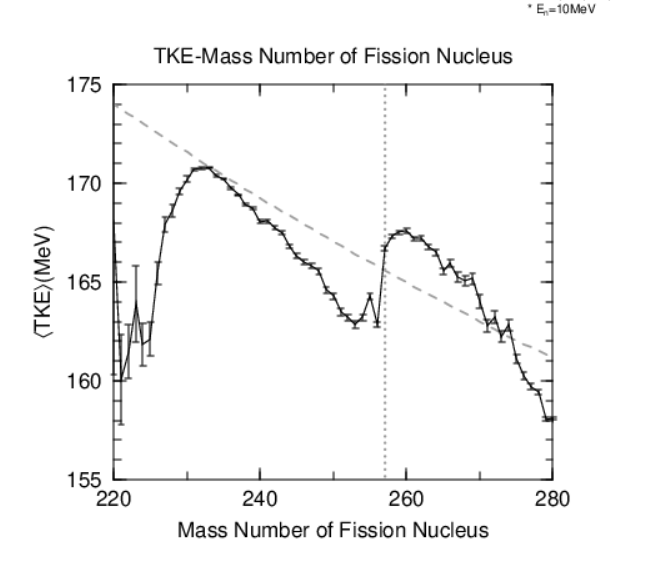 * Eₙ=10MeV
TKE-Mass Number of Fission Nucleus
175
170
165
160
155
⟨TKE⟩(MeV)
220 240 260 280
Mass Number of Fission Nucleus